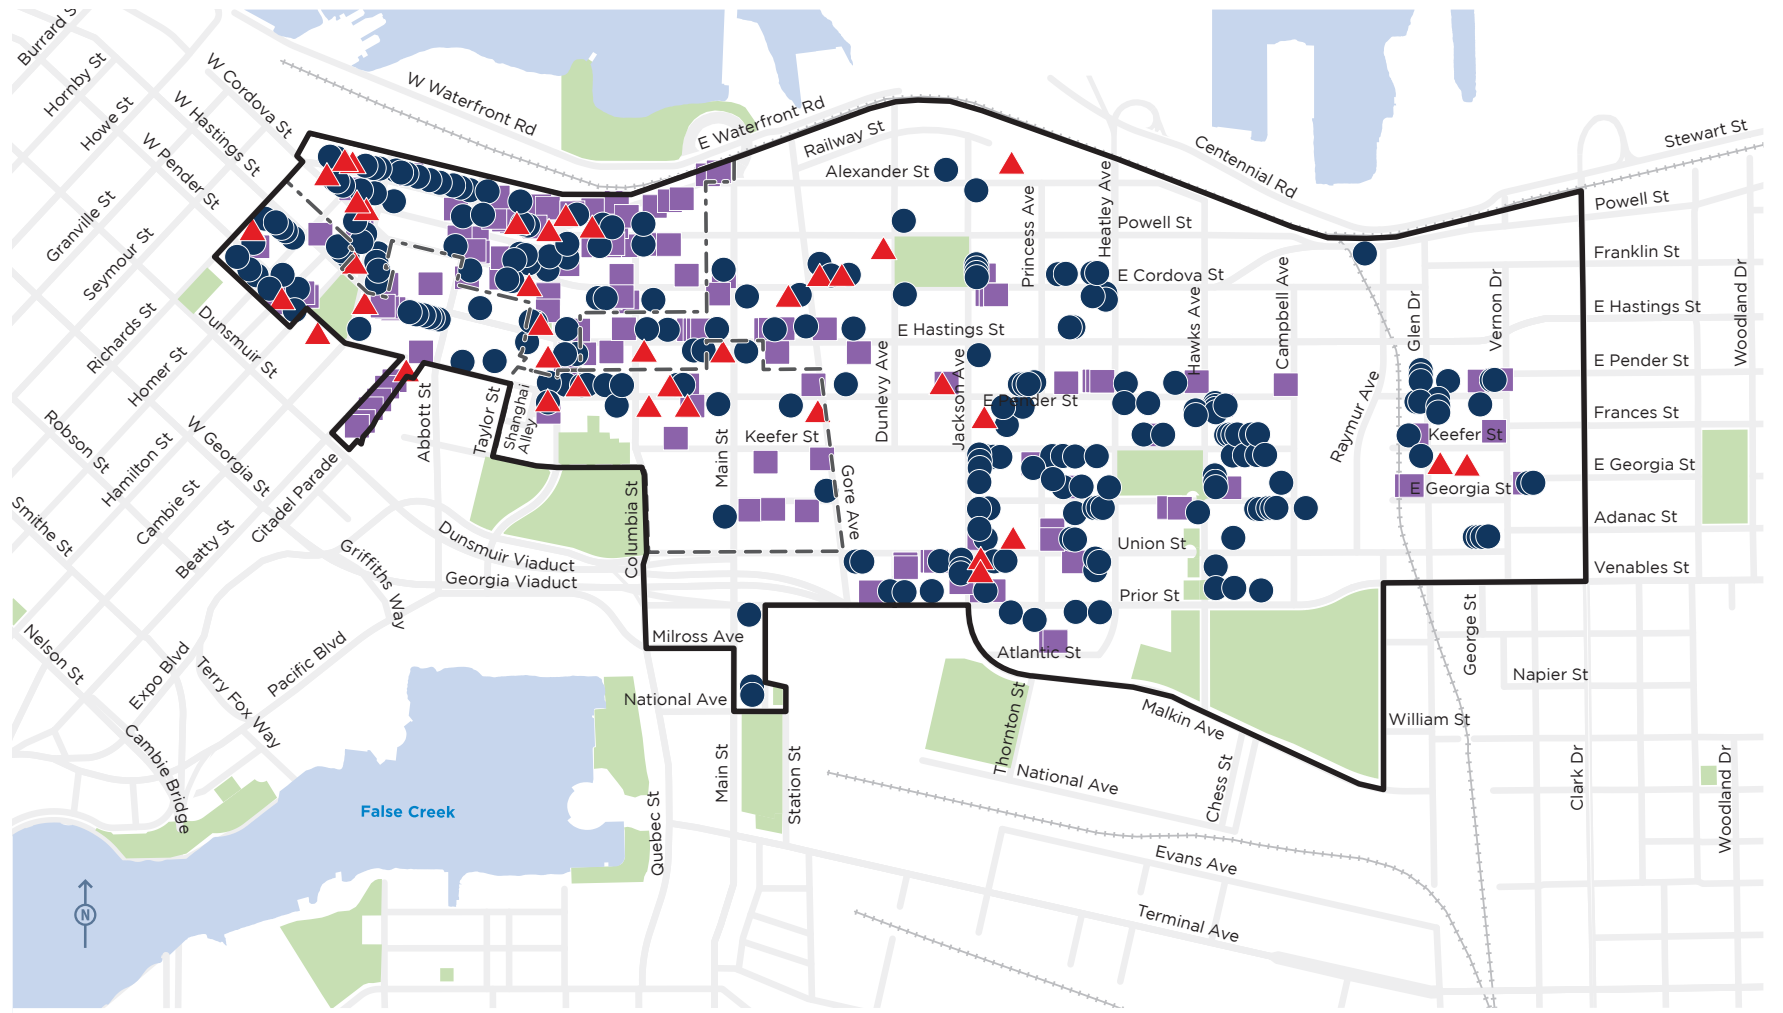 Burrard S
Hornby St
Howe St
W Cordova St
W Hastings St
W Pender St
Granville St
Seymour St
Richards St
Homer St
Dunsmuir St
Robson St
Hamilton St
W Georgia St
Cambie St
Beatty St
Citadel Parade
Smithe St
Nelson St
Expo Blvd
Terry Fox Way
Pacific Blvd
Griffiths Way
Cambie Bridge
W Waterfront Rd
E Waterfront Rd
Railway St
Alexander St
Centennial Rd
Stewart St
Powell St
Powell St
Franklin St
E Cordova St
E Hastings St
E Hastings St
E Pender St
E Pender St
Frances St
Keefer St
Keefer St
E Georgia St
E Georgia St
Adanac St
Union St
Venables St
Prior St
Atlantic St
Malkin Ave
Milross Ave
National Ave
National Ave
Dunsmuir Viaduct
Georgia Viaduct
Abbott St
Taylor St
Shanghai
Alley
Columbia St
Main St
Main St
Gore Ave
Dunlevy Ave
Jackson Ave
Princess Ave
Heatley Ave
Hawks Ave
Campbell Ave
Raymur Ave
Glen Dr
Vernon Dr
Woodland Dr
Woodland Dr
George St
Napier St
William St
Clark Dr
Thornton St
Chess St
Station St
Quebec St
Evans Ave
Terminal Ave
False Creek
N